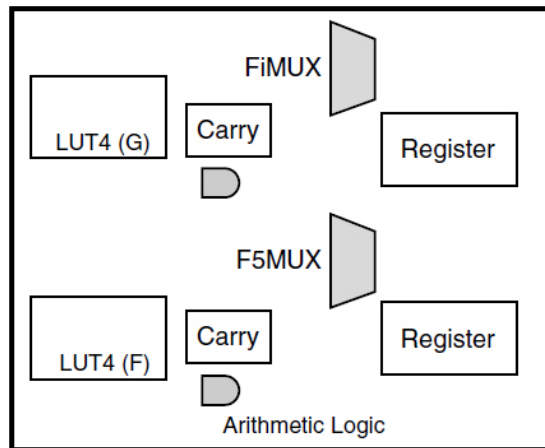 FiMUX
LUT4 (G)
Carry
Register
F5MUX
LUT4 (F)
Carry
Register
Arithmetic Logic